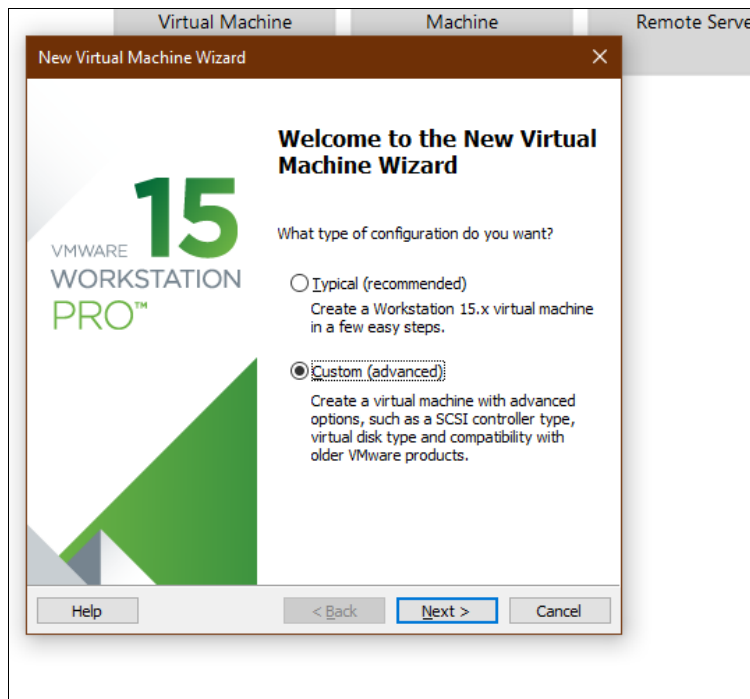 Virtual Machine
Machine
Remote Serve
New Virtual Machine Wizard
15
VMWARE
WORKSTATION
PRO™
Welcome to the New Virtual
Machine Wizard
What type of configuration do you want?
Typical (recommended)
Create a Workstation 15.x virtual machine
in a few easy steps.
Custom (advanced)
Create a virtual machine with advanced
options, such as a SCSI controller type,
virtual disk type and compatibility with
older VMware products.
Help
< Back
Next >
Cancel